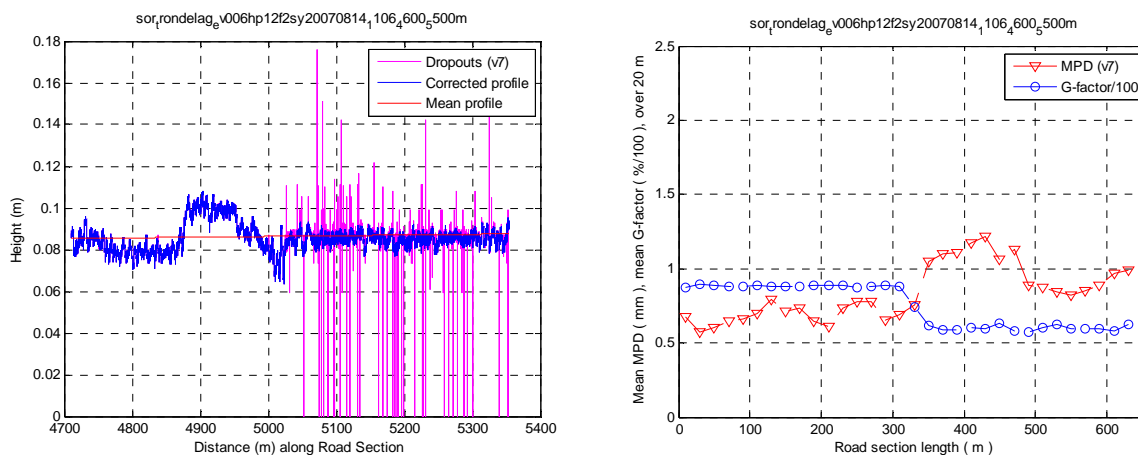 sor_trondelag_ev006hp12f2sy20070814_1106_4600_5500m
0.18
0.16
0.14
0.12
0.1
0.08
0.06
0.04
0.02
0
Height (m)
Dropouts (v7)
Corrected profile
Mean profile
4700 4800 4900 5000 5100 5200 5300 5400
Distance (m) along Road Section
sor_trondelag_ev006hp12f2sy20070814_1106_4600_5500m
2.5
2
1.5
1
0.5
0
Mean MPD ( mm ), mean G-factor ( %/100 ), over 20 m
MPD (v7)
G-factor/100
0 100 200 300 400 500 600
Road section length ( m )